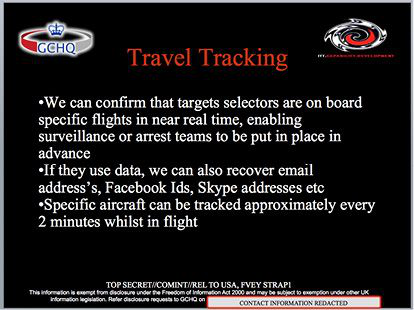 GCHQ
Travel Tracking
•We can confirm that targets selectors are on board
specific flights in near real time, enabling
surveillance or arrest teams to be put in place in
advance
•If they use data, we can also recover email
address’s, Facebook Ids, Skype addresses etc
•Specific aircraft can be tracked approximately every
2 minutes whilst in flight
TOP SECRET//COMINT//REL TO USA, FVEY STRAP1
This information is exempt from disclosure under the Freedom of Information Act 2000 and may be subject to exemption under other UK
information legislation. Refer disclosure requests to GCHQ on
CONTACT INFORMATION REDACTED